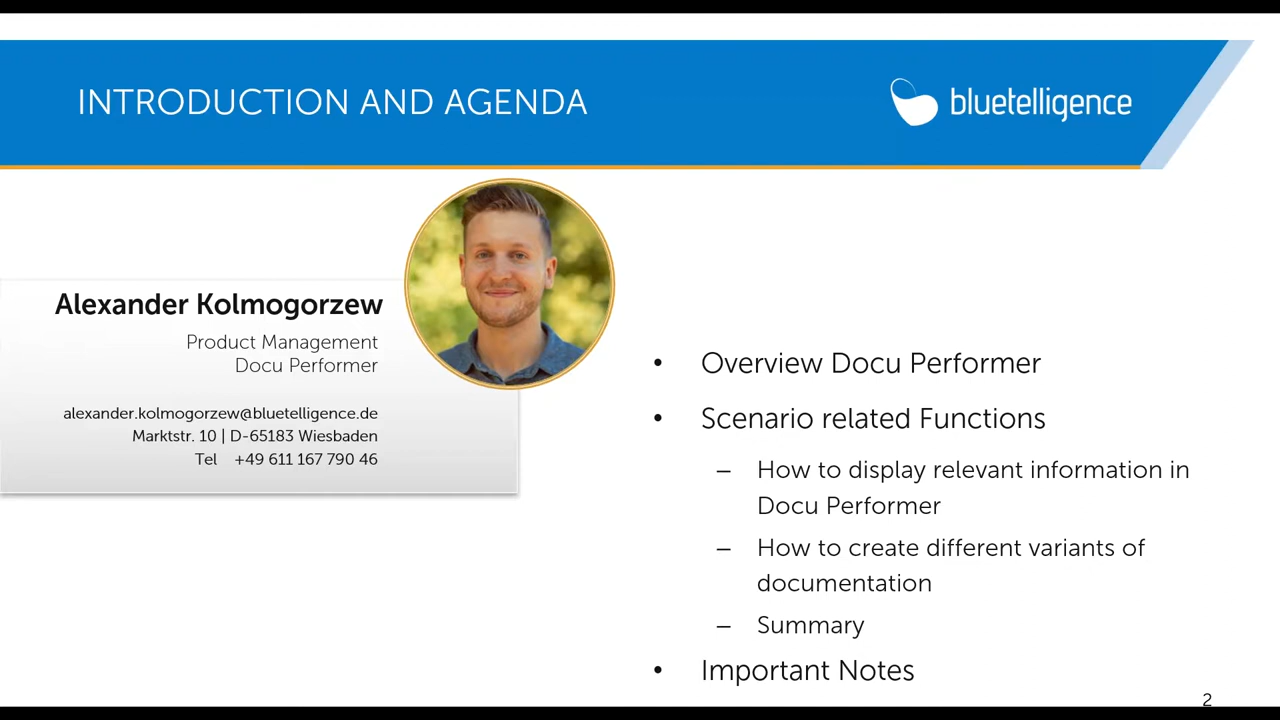 INTRODUCTION AND AGENDA
bluetelligence
Alexander Kolmogorzew
Product Management
Docu Performer
alexander.kolmogorzew@bluetelligence.de
Marktstr. 10 | D-65183 Wiesbaden
Tel +49 611 167 790 46
• Overview Docu Performer
• Scenario related Functions
– How to display relevant information in
Docu Performer
– How to create different variants of
documentation
– Summary
• Important Notes
2